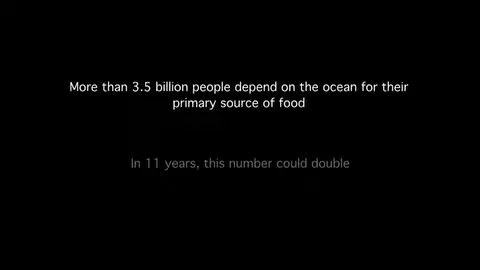 More than 3.5 billion people depend on the ocean for their
primary source of food
In 11 years, this number could double